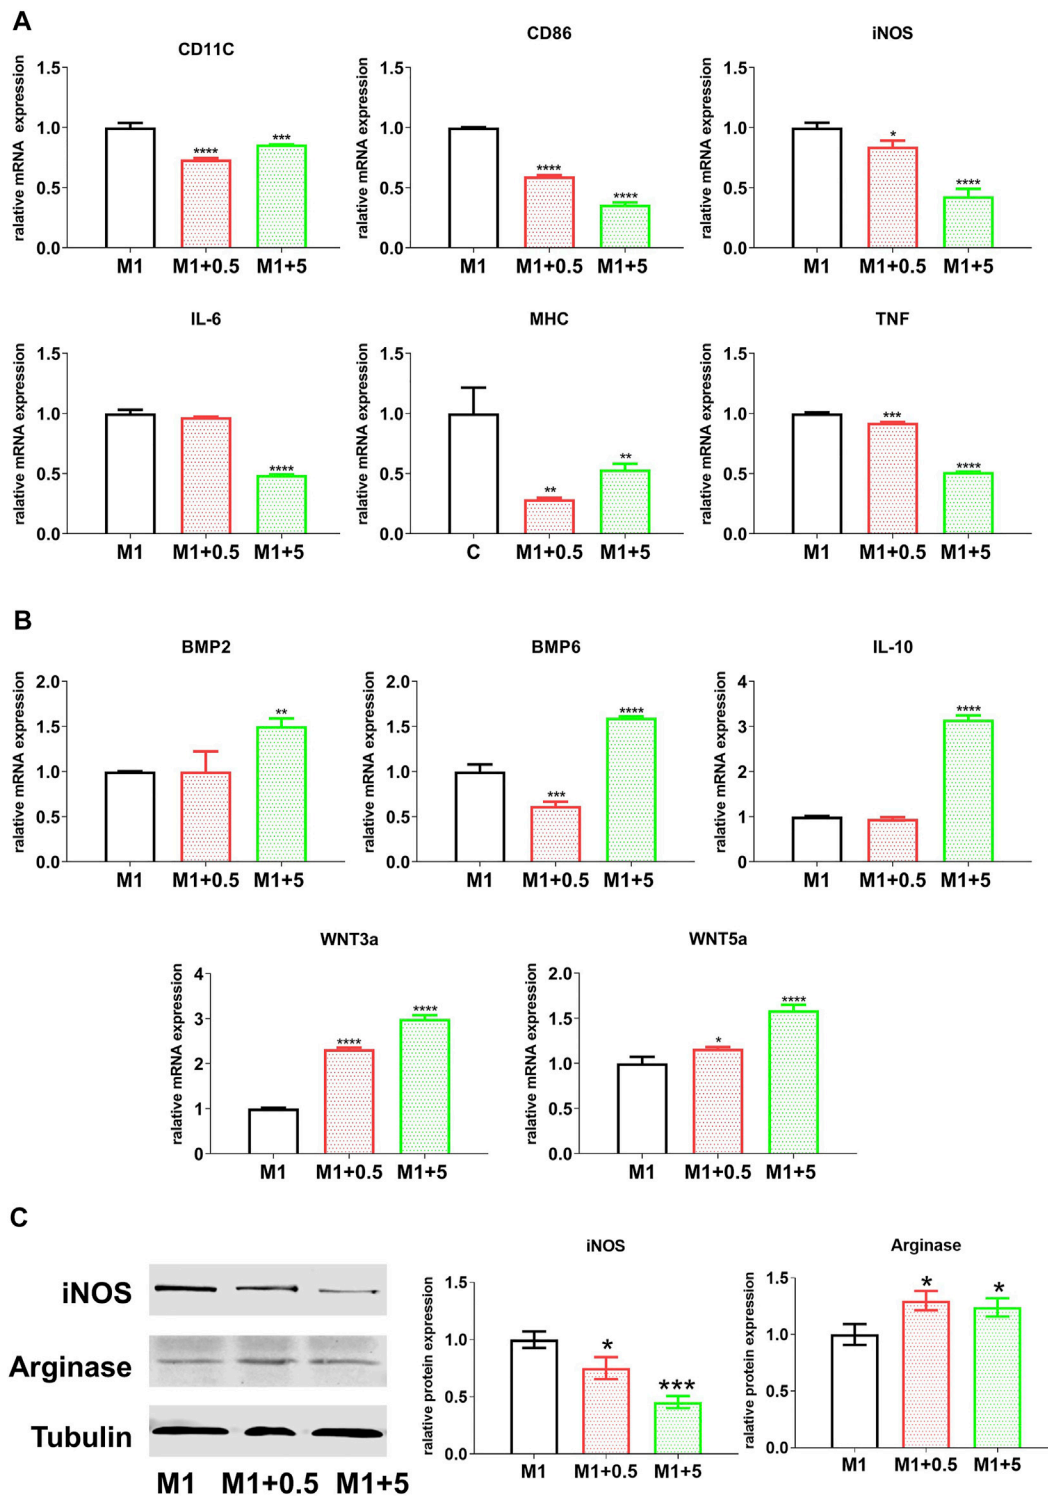 A
CD11C
ralative mRNA expression
1.5
1.0
0.5
0.0
****
***
M1 M1+0.5 M1+5
CD86
ralative mRNA expression
1.5
1.0
0.5
0.0
****
****
M1 M1+0.5 M1+5
iNOS
ralative mRNA expression
1.5
1.0
0.5
0.0
*
****
M1 M1+0.5 M1+5
IL-6
ralative mRNA expression
1.5
1.0
0.5
0.0
****
M1 M1+0.5 M1+5
MHC
ralative mRNA expression
1.5
1.0
0.5
0.0
**
**
C M1+0.5 M1+5
TNF
ralative mRNA expression
1.5
1.0
0.5
0.0
***
****
M1 M1+0.5 M1+5
B
BMP2
ralative mRNA expression
2.0
1.5
1.0
0.5
0.0
**
M1 M1+0.5 M1+5
BMP6
ralative mRNA expression
2.0
1.5
1.0
0.5
0.0
***
****
M1 M1+0.5 M1+5
IL-10
ralative mRNA expression
4
3
2
1
0
****
M1 M1+0.5 M1+5
WNT3a
ralative mRNA expression
4
3
2
1
0
****
****
M1 M1+0.5 M1+5
WNT5a
ralative mRNA expression
2.0
1.5
1.0
0.5
0.0
*
****
M1 M1+0.5 M1+5
C
iNOS
Arginase
Tubulin
M1 M1+0.5 M1+5
iNOS
relative protein expression
1.5
1.0
0.5
0.0
*
***
M1 M1+0.5 M1+5
Arginase
relative protein expression
1.5
1.0
0.5
0.0
*
*
M1 M1+0.5 M1+5